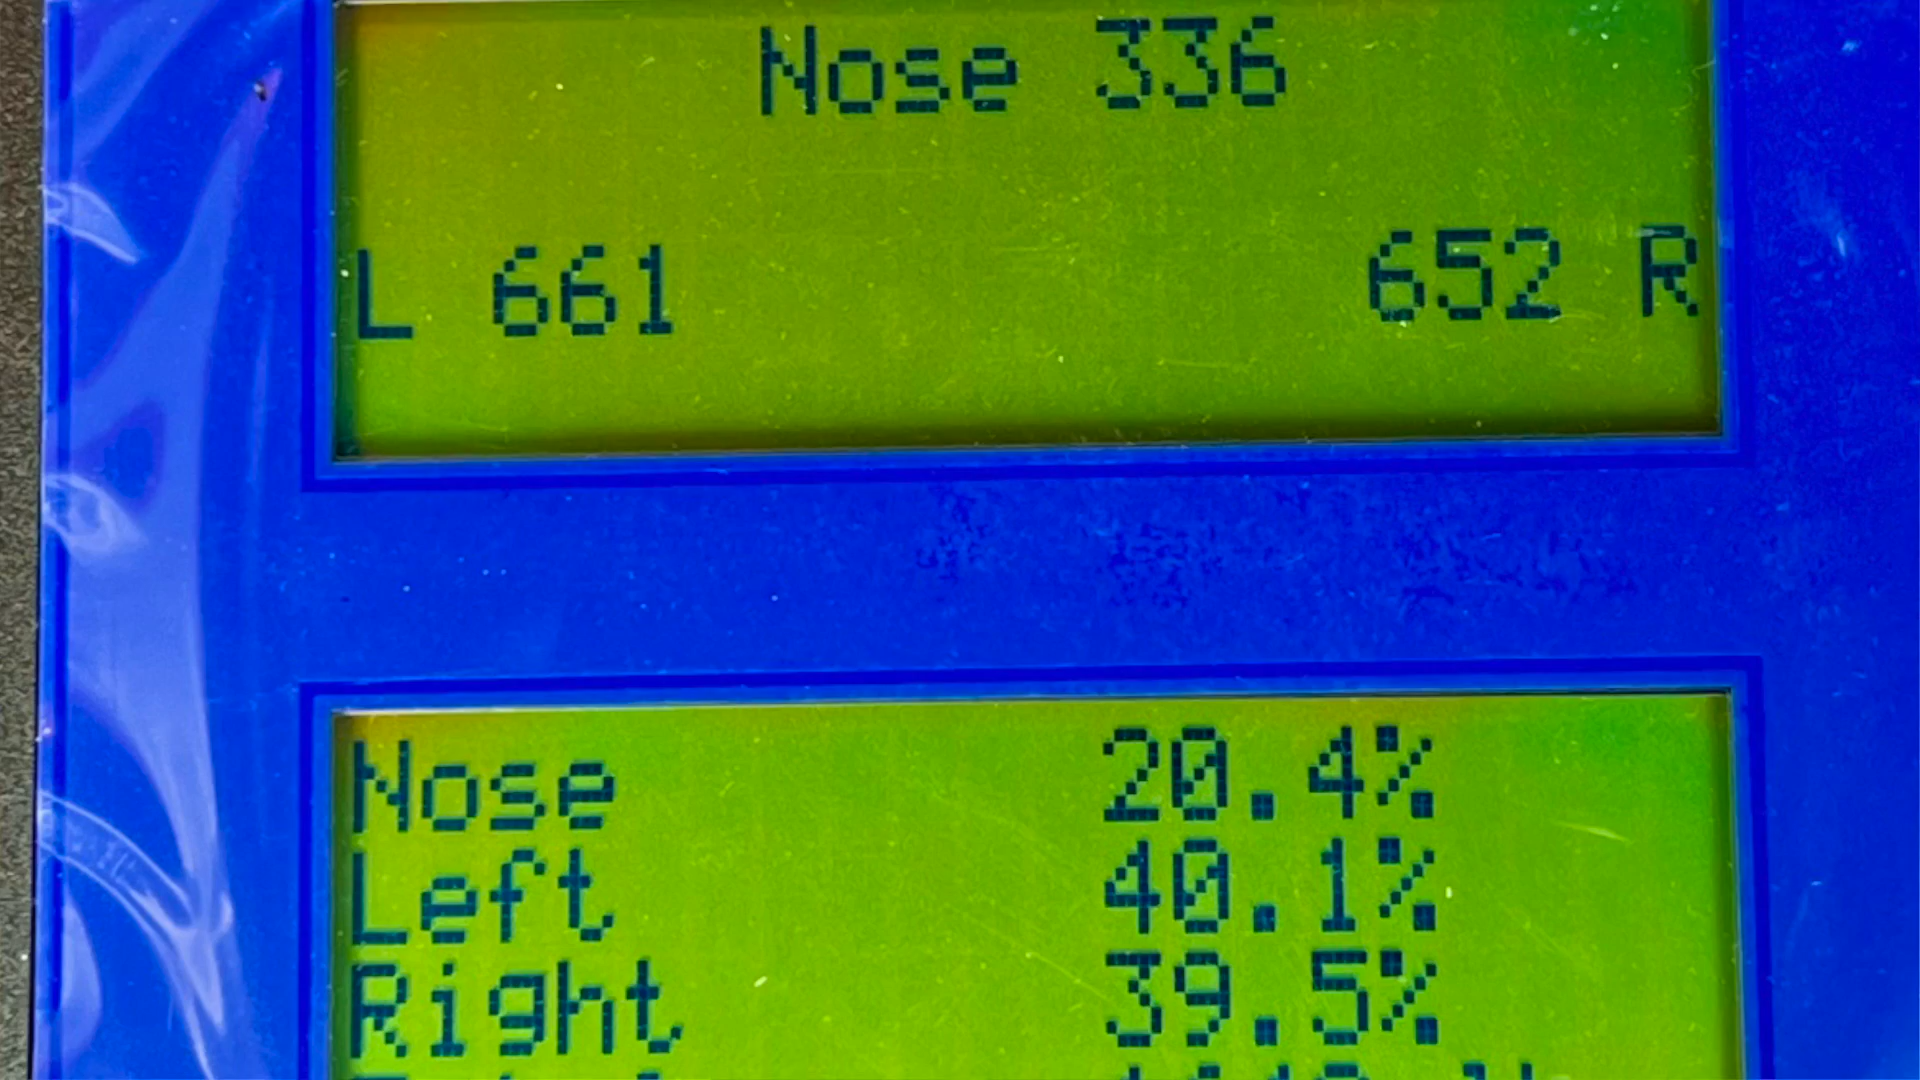 Nose 336
L 661 652 R
Nose 20.4%
Left 40.1%
Right 39.5%